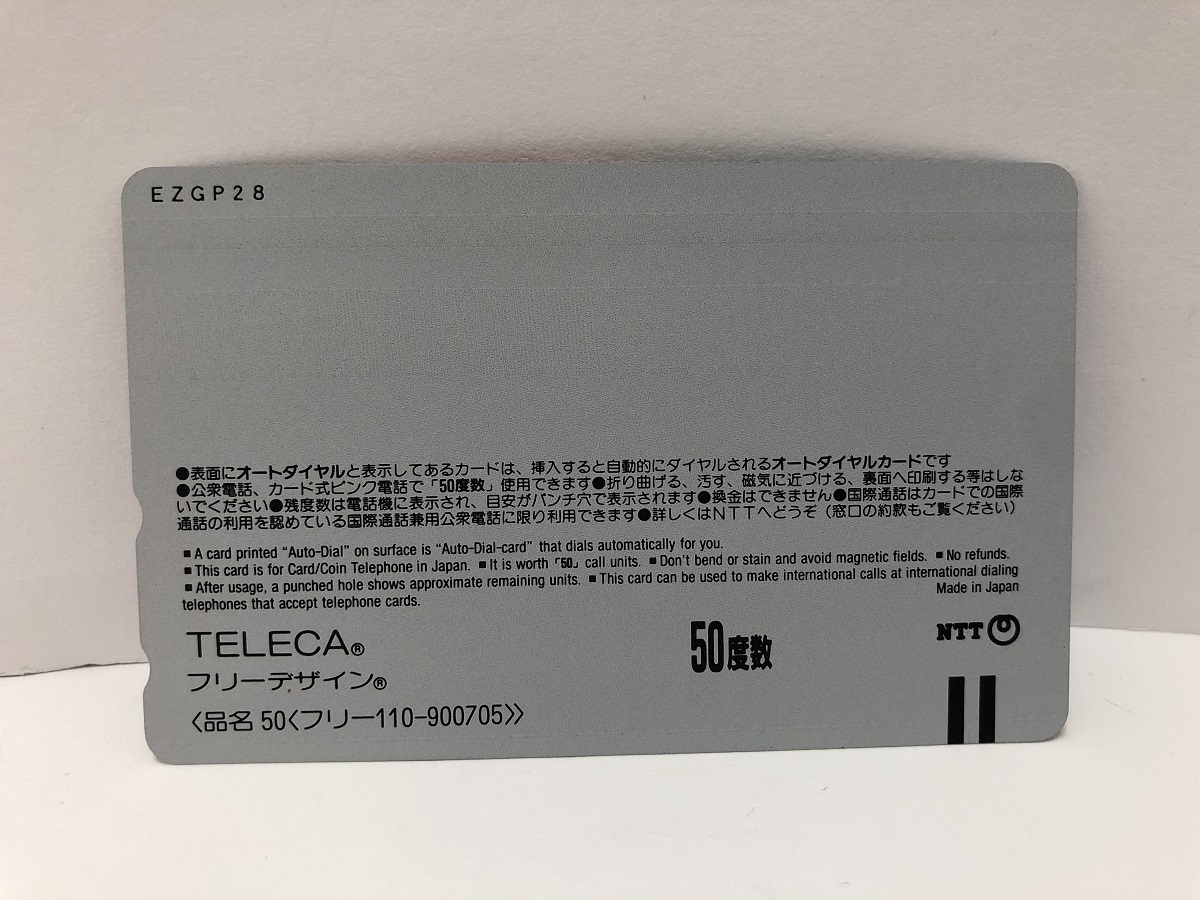 EZGP28
●表面にオートダイヤルと表示してあるカードは、挿入すると自動的にダイヤルされるオートダイヤルカードです
●公衆電話、カード式ピンク電話で「50度数」使用できます●折り曲げる、汚す、磁気に近づける、裏面へ印刷する等はしな
いでください●残度数は電話機に表示され、目安がパンチ穴で表示されます●換金はできません●国際通話はカードでの国際
通話の利用を認めている国際通話兼用公衆電話に限り利用できます●詳しくはNTTへどうぞ（窓口の約款もご覧ください）
■ A card printed “Auto-Dial” on surface is “Auto-Dial-card” that dials automatically for you.
■ This card is for Card/Coin Telephone in Japan. ■ It is worth「50」call units. ■ Don't bend or stain and avoid magnetic fields. ■ No refunds.
■ After usage, a punched hole shows approximate remaining units. ■ This card can be used to make international calls at international dialing
telephones that accept telephone cards. Made in Japan
TELECA® 50度数 NTT
フリーデザイン®
〈品名 50〈フリー110-900705〉〉